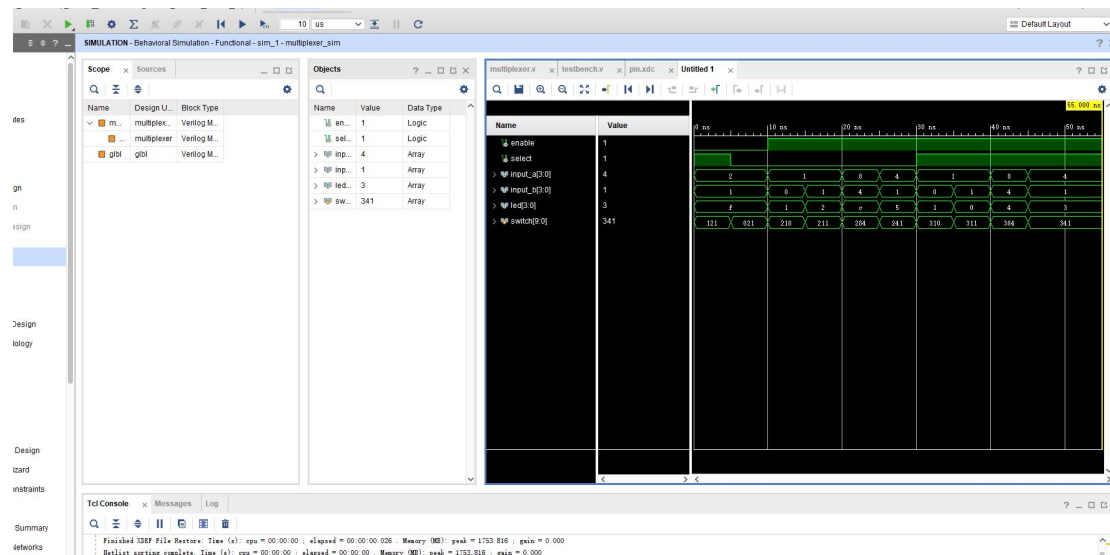 10 us
Default Layout
SIMULATION - Behavioral Simulation - Functional - sim_1 - multiplexer_sim
Scope Sources
Name Design U... Block Type
m... multiplex... Verilog M...
... multiplexer Verilog M...
glbl glbl Verilog M...
Objects
Name Value Data Type
en... 1 Logic
sel... 1 Logic
inp... 4 Array
inp... 1 Array
led... 3 Array
sw... 341 Array
multiplexer.v testbench.v pin.xdc Untitled 1
55.000 ns
Name Value
0 ns 10 ns 20 ns 30 ns 40 ns 50 ns
enable 1
select 1
input_a[3:0] 4 2 1 8 4 1 8 4
input_b[3:0] 1 1 0 1 4 1 0 1 4 1
led[3:0] 3 f 1 2 c 5 1 0 4 3
switch[9:0] 341 121 021 210 211 284 241 310 311 384 341
Design
Summary
Tcl Console Messages Log
Finished XDEF File Restore: Time (s): cpu = 00:00:00 ; elapsed = 00:00:00.026 . Memory (MB): peak = 1753.816 ; gain = 0.000
Netlist sorting complete. Time (s): cpu = 00:00:00 ; elapsed = 00:00:00 . Memory (MB): peak = 1753.816 ; gain = 0.000